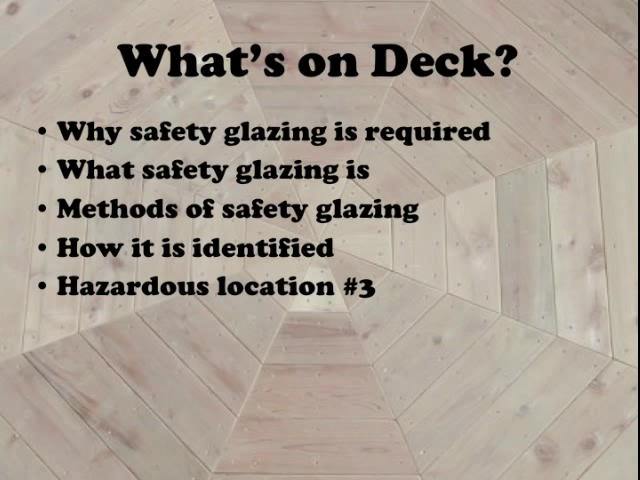 What's on Deck?
• Why safety glazing is required
• What safety glazing is
• Methods of safety glazing
• How it is identified
• Hazardous location #3